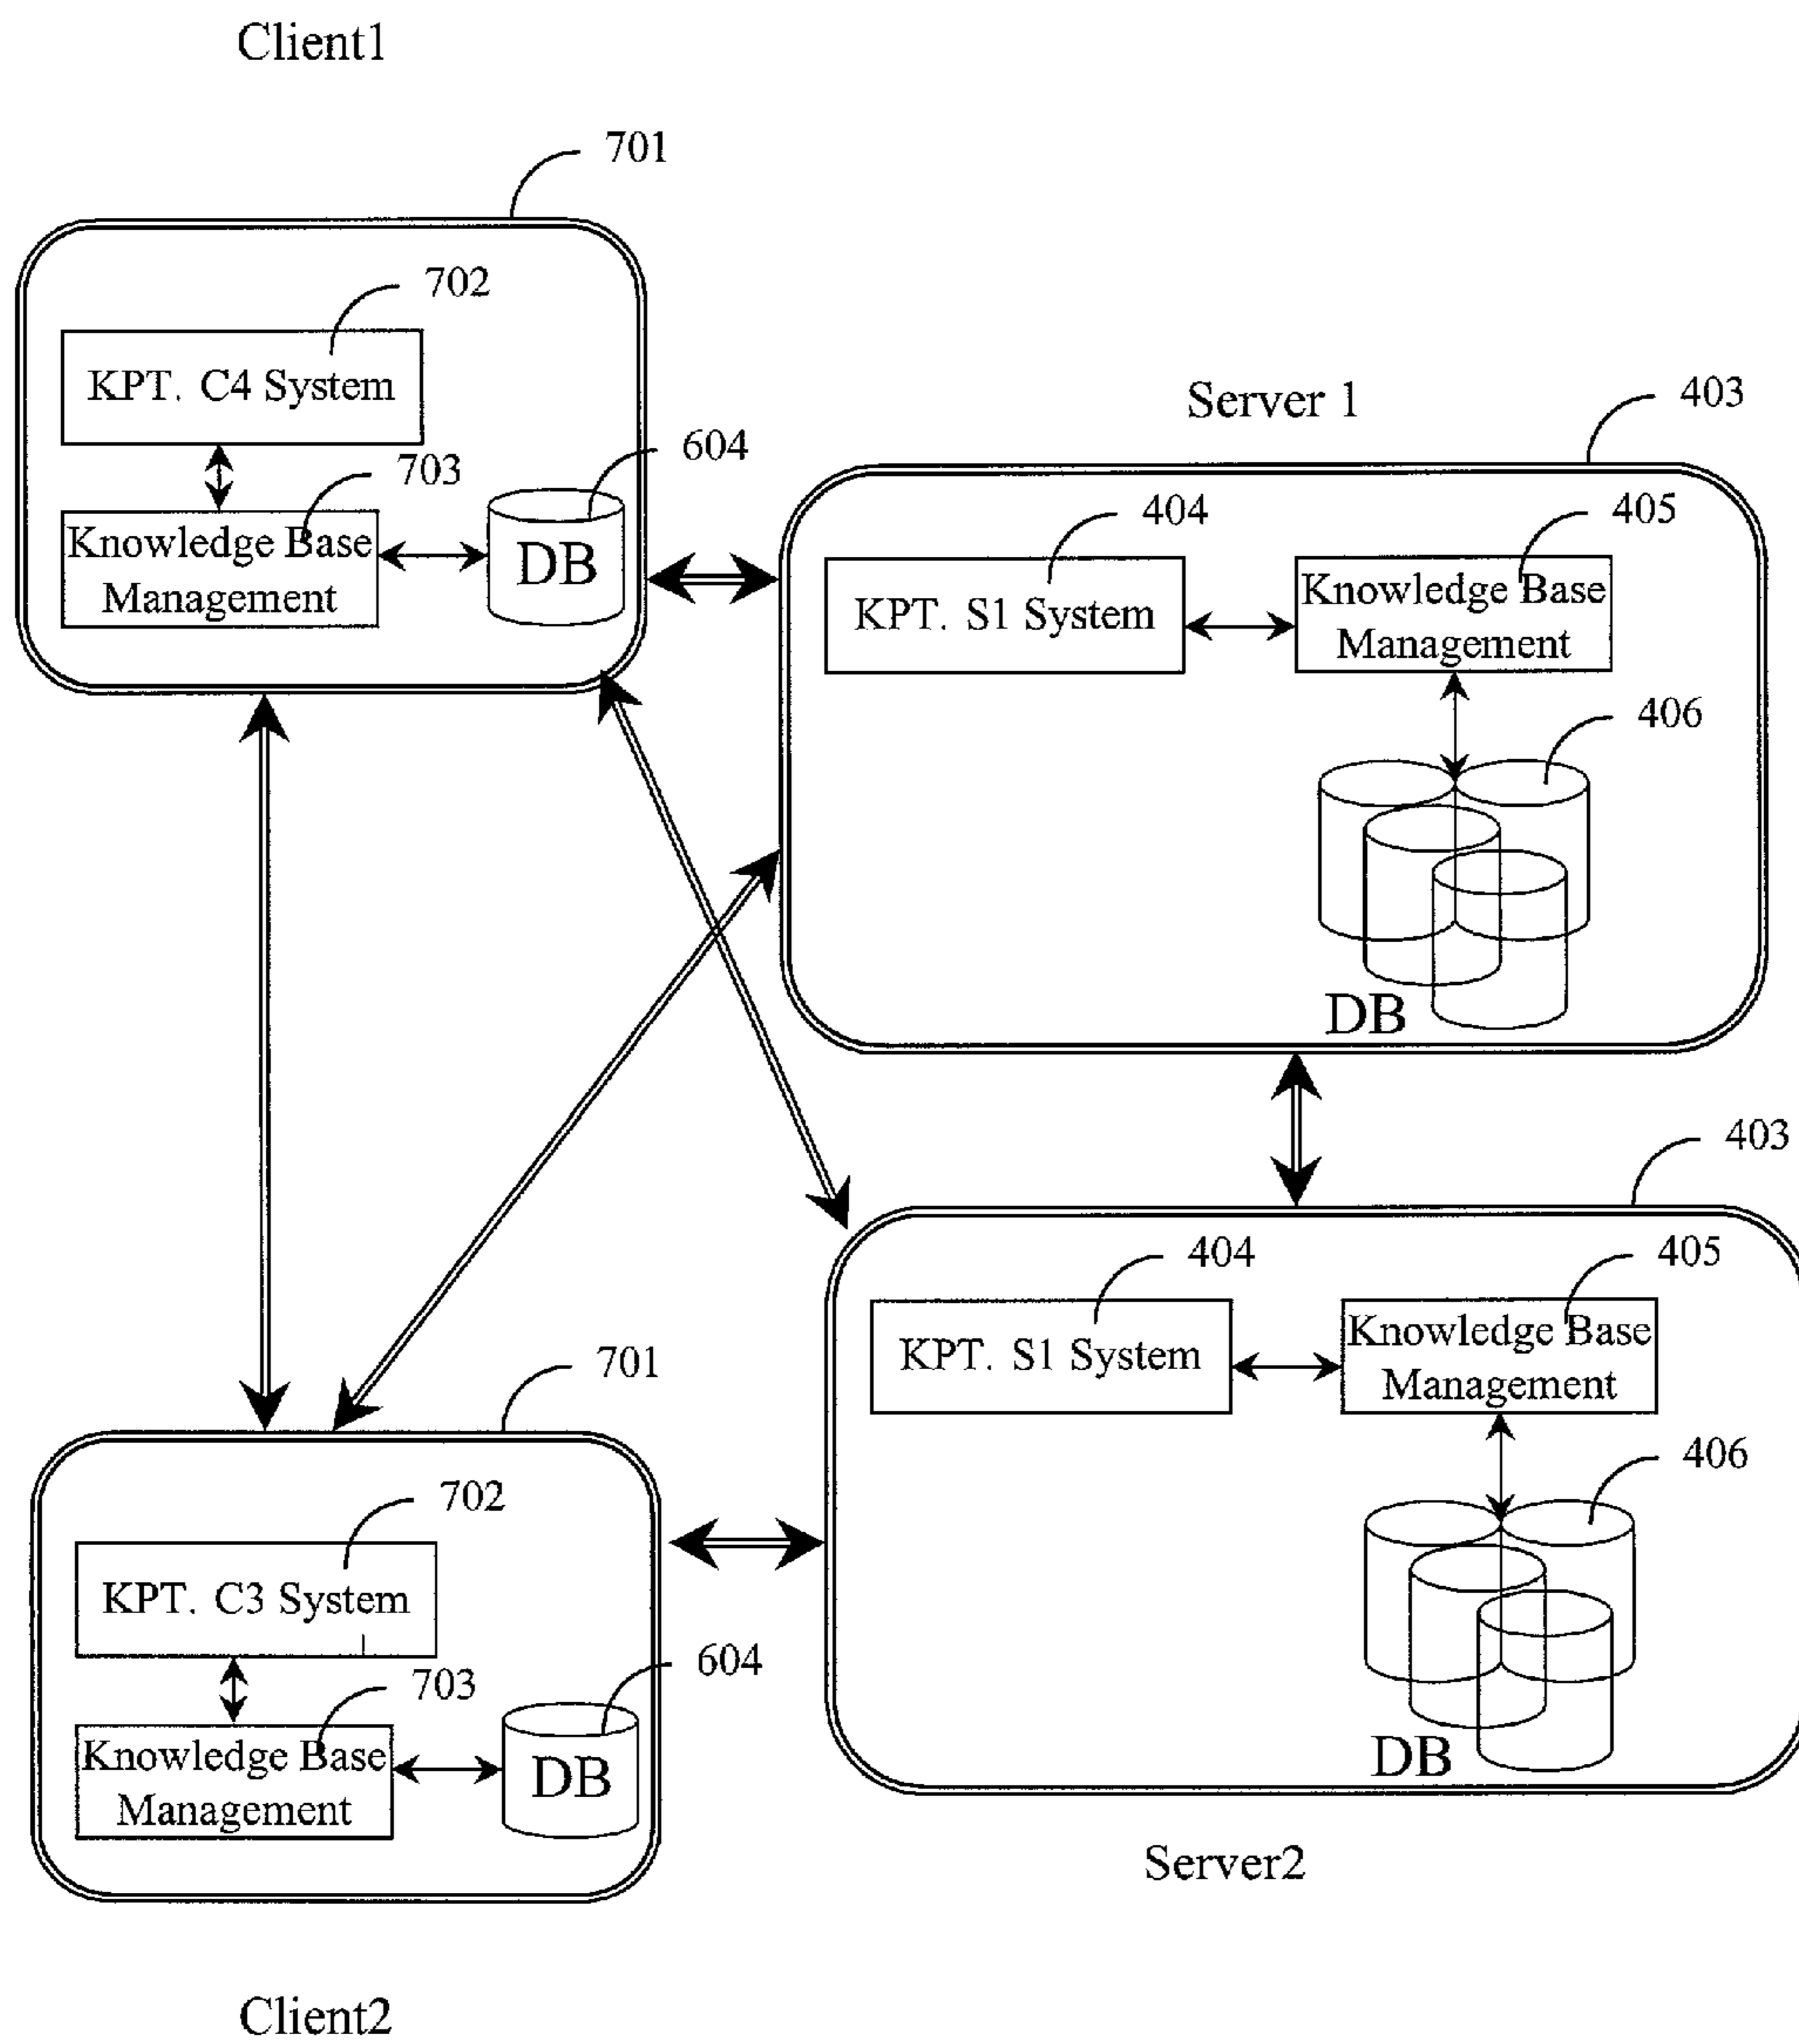 Client1
701
702
KPT. C4 System
703
604
Knowledge Base
Management
DB
Server 1
403
404
405
KPT. S1 System
Knowledge Base
Management
406
DB
403
404
405
KPT. S1 System
Knowledge Base
Management
406
DB
Server2
701
702
KPT. C3 System
703
604
Knowledge Base
Management
DB
Client2